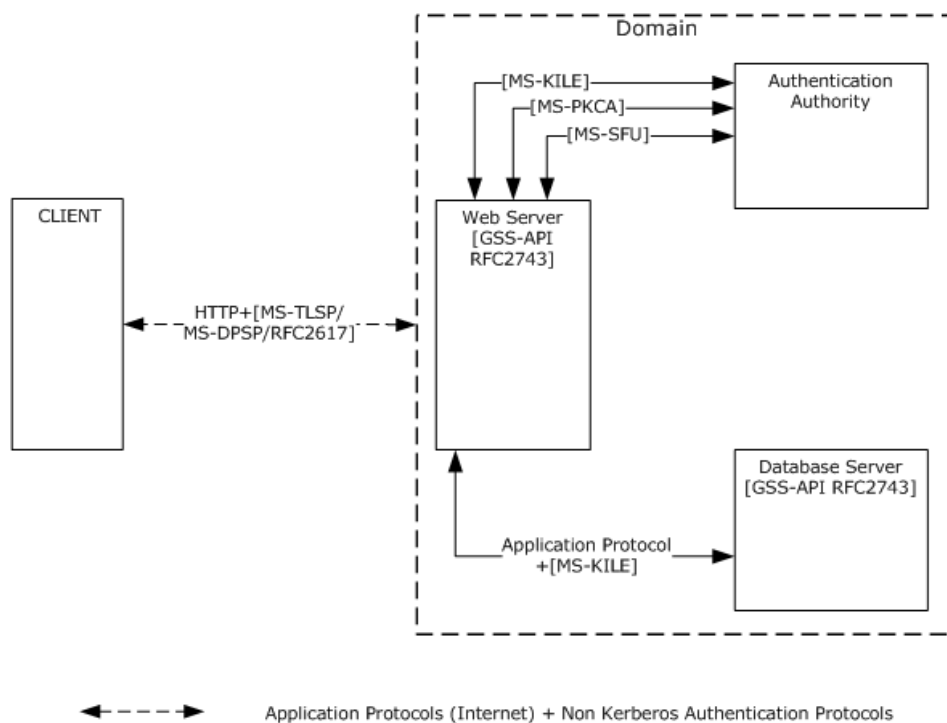 Domain
[MS-KILE]
[MS-PKCA]
[MS-SFU]
Authentication
Authority
CLIENT
Web Server
[GSS-API
RFC2743]
HTTP+[MS-TLSP/
MS-DPSP/RFC2617]
Database Server
[GSS-API RFC2743]
Application Protocol
+[MS-KILE]
Application Protocols (Internet) + Non Kerberos Authentication Protocols